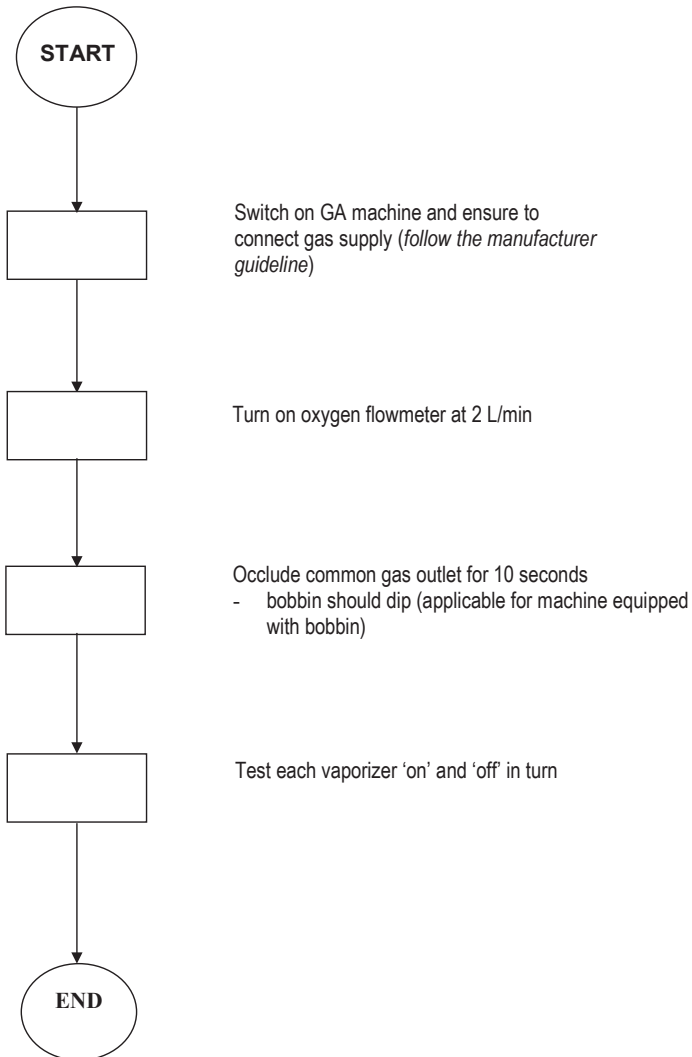 START
Switch on GA machine and ensure to
connect gas supply (follow the manufacturer
guideline)
Turn on oxygen flowmeter at 2 L/min
Occlude common gas outlet for 10 seconds
- bobbin should dip (applicable for machine equipped
with bobbin)
Test each vaporizer ‘on’ and ‘off’ in turn
END